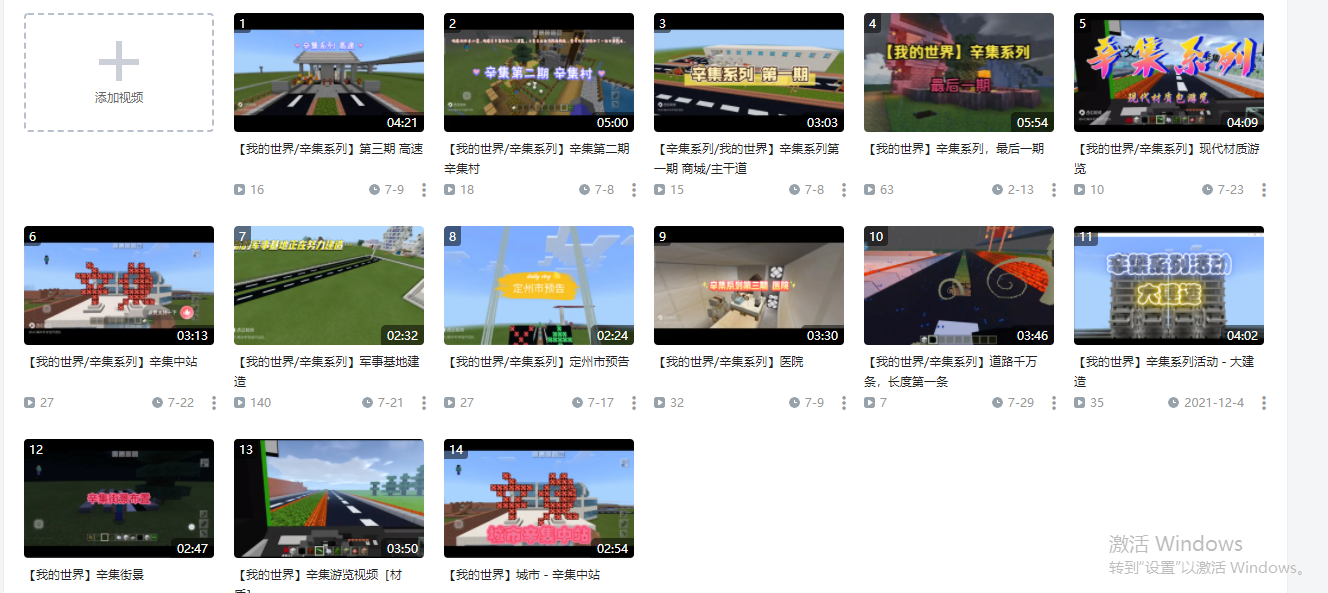 添加视频
1
辛集系列 高速
04:21
【我的世界/辛集系列】第三期 高速
16
7-9
2
辛集第二期 辛集村
05:00
【我的世界/辛集系列】辛集第二期
辛集村
18
7-8
3
辛集系列 第一期
03:03
【辛集系列/我的世界】辛集系列第
一期 商城/主干道
15
7-8
4
【我的世界】辛集系列
最后一期
05:54
【我的世界】辛集系列，最后一期
63
2-13
5
辛集系列
现代材质包游览
04:09
【我的世界/辛集系列】现代材质游
览
10
7-23
6
03:13
【我的世界/辛集系列】辛集中站
27
7-22
7
军事基地正在努力建造
02:32
【我的世界/辛集系列】军事基地建
造
140
7-21
8
定州市预告
02:24
【我的世界/辛集系列】定州市预告
27
7-17
9
辛集系列第三期 医院
03:30
【我的世界/辛集系列】医院
32
7-9
10
03:46
【我的世界/辛集系列】道路千万
条，长度第一条
7
7-29
11
辛集系列活动
大建造
04:02
【我的世界】辛集系列活动 - 大建
造
35
2021-12-4
12
辛集街景布置
02:47
【我的世界】辛集街景
13
03:50
【我的世界】辛集游览视频［材
质］
14
城市辛集中站
02:54
【我的世界】城市 - 辛集中站
激活 Windows
转到“设置”以激活 Windows。